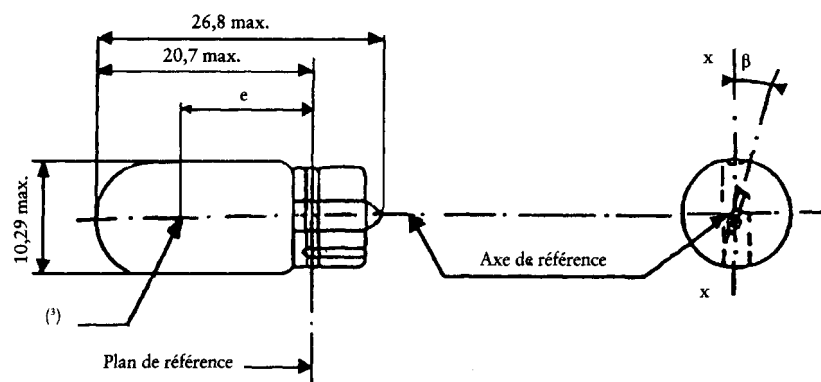 26,8 max.
20,7 max.
e
10,29 max.
x
β
Axe de référence
x
(³)
Plan de référence